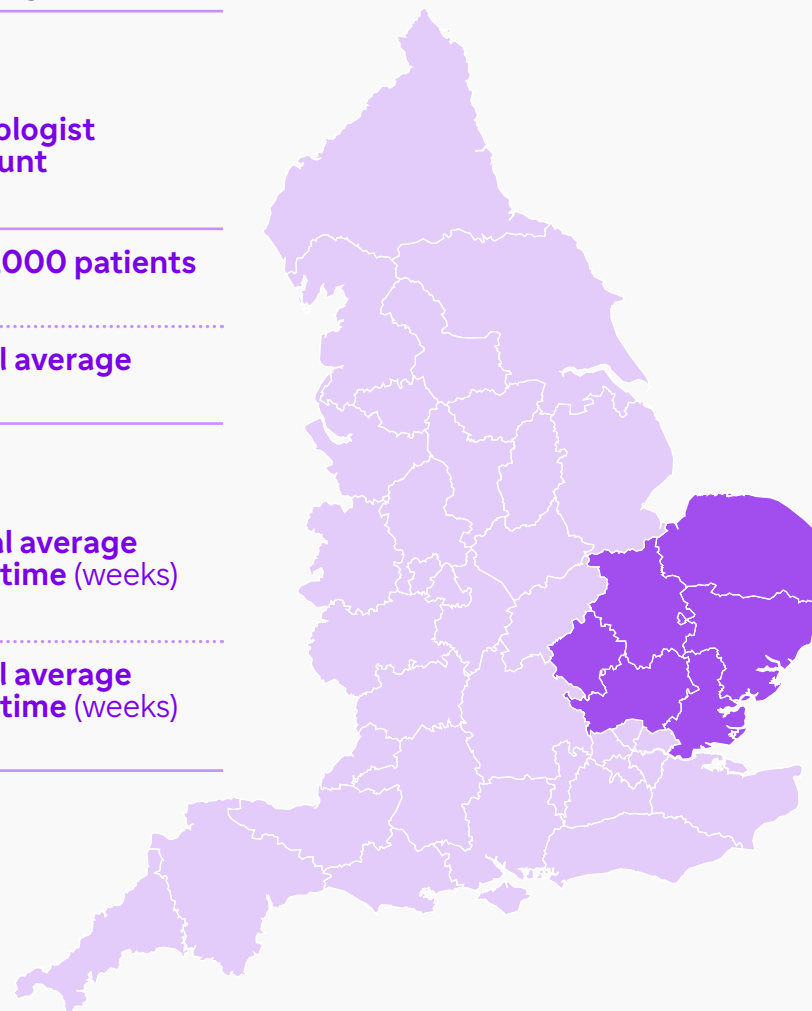 ologist
unt
000 patients
l average
al average
time (weeks)
l average
time (weeks)